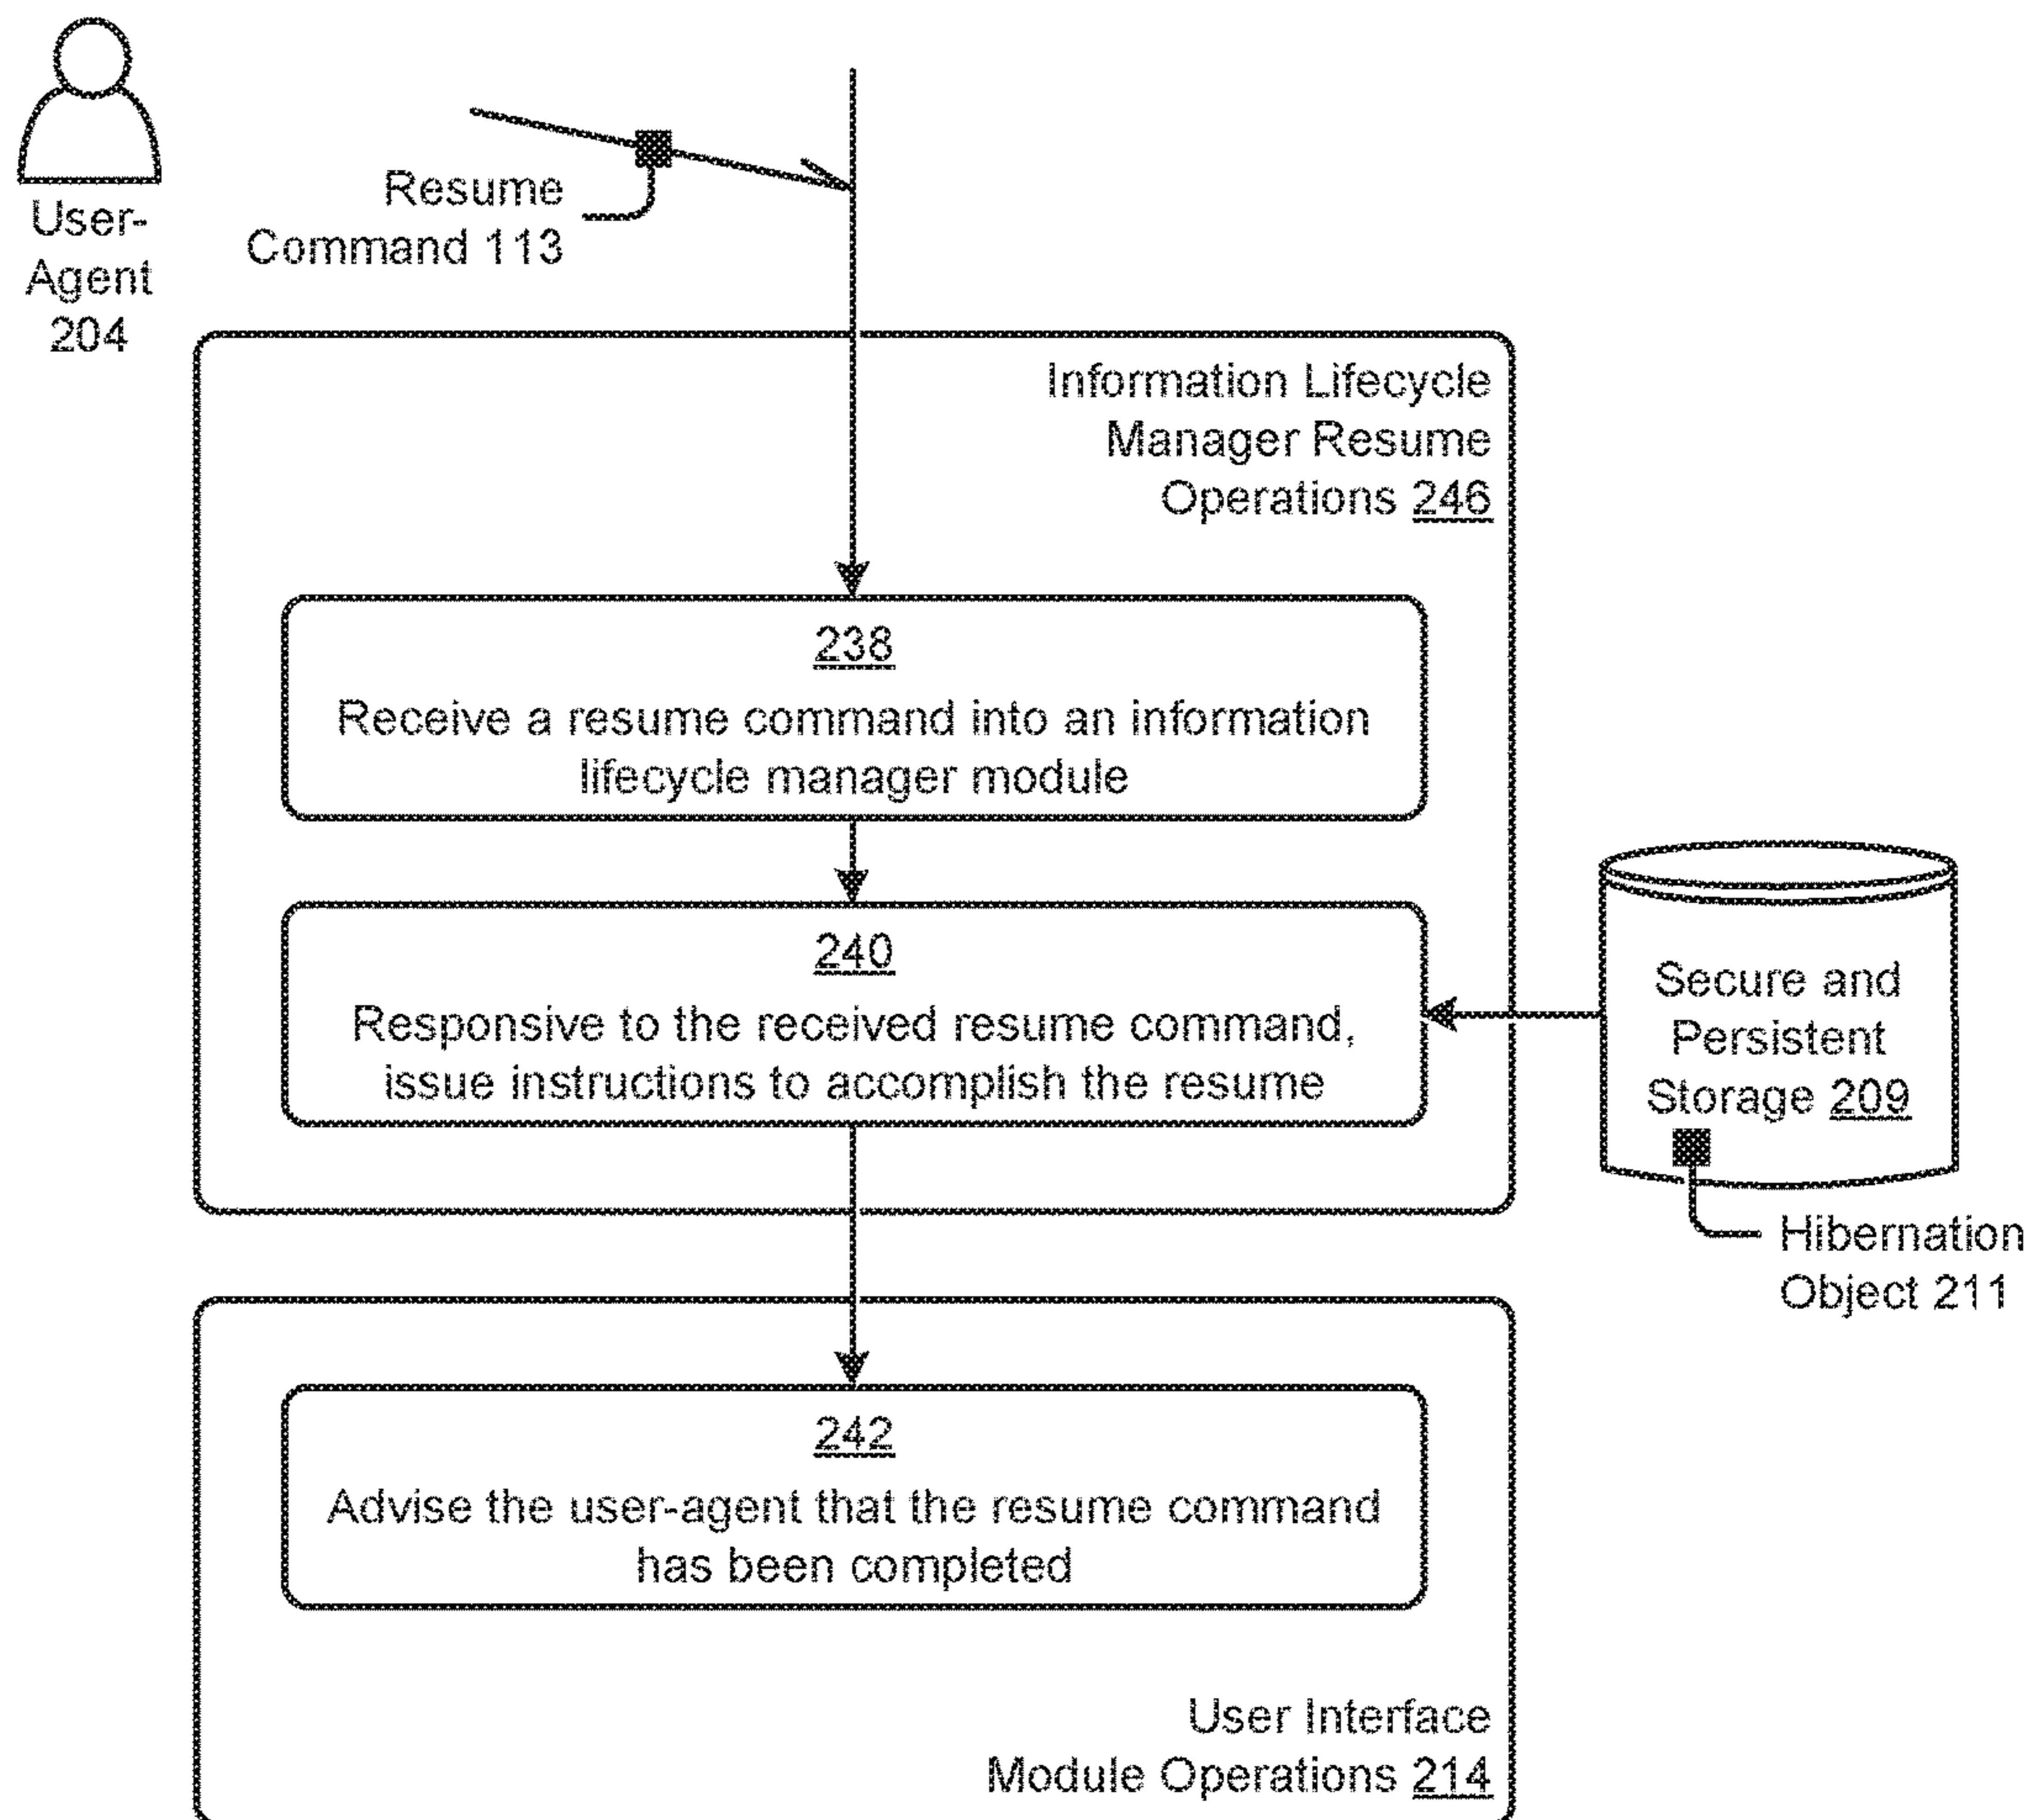 User-
Agent
204
Resume
Command 113
Information Lifecycle
Manager Resume
Operations 246
238
Receive a resume command into an information
lifecycle manager module
240
Responsive to the received resume command,
issue instructions to accomplish the resume
Secure and
Persistent
Storage 209
Hibernation
Object 211
242
Advise the user-agent that the resume command
has been completed
User Interface
Module Operations 214